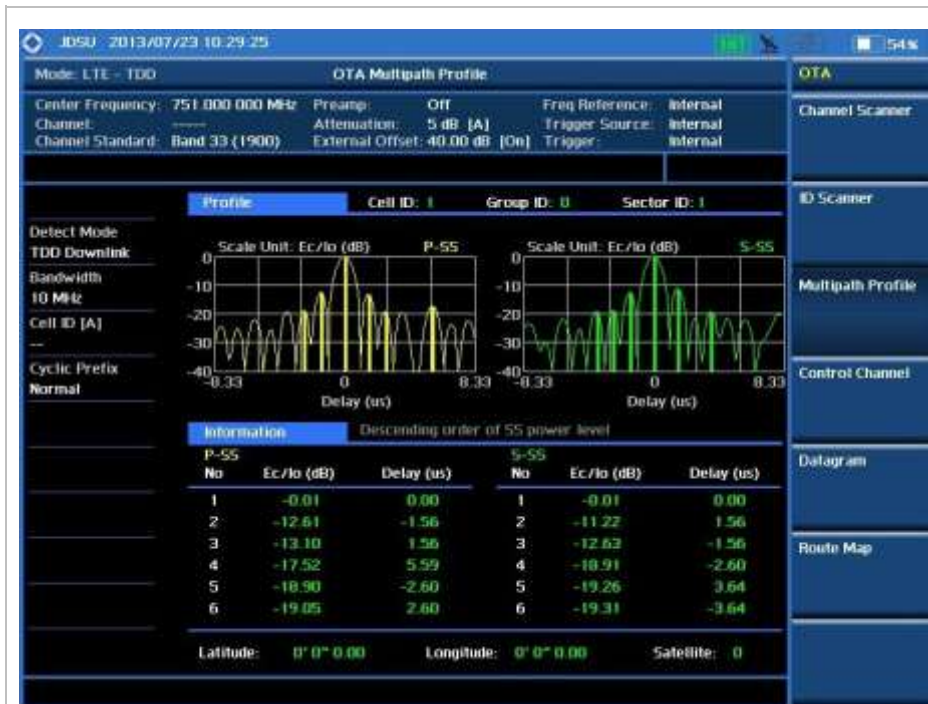 JDSU 2013/07/23 10:29:25
54%
Mode: LTE - TDD
OTA Multipath Profile
OTA
Center Frequency: 751.000 000 MHz Preamp: Off Freq Reference: Internal
Channel: ---- Attenuation: 5 dB [A] Trigger Source: Internal
Channel Standard: Band 33 (1900) External Offset: 40.00 dB [On] Trigger: Internal
Channel Scanner
ID Scanner
Multipath Profile
Control Channel
Datagram
Route Map
Detect Mode
TDD Downlink
Bandwidth
10 MHz
Cell ID [A]
--
Cyclic Prefix
Normal
Profile Cell ID: 1 Group ID: 0 Sector ID: 1
Scale Unit: Ec/Io (dB) P-SS
0
-10
-20
-30
-40
-8.33 0 8.33
Delay (us)
Scale Unit: Ec/Io (dB) S-SS
0
-10
-20
-30
-40
-8.33 0 8.33
Delay (us)
Information Descending order of SS power level
P-SS S-SS
No Ec/Io (dB) Delay (us) No Ec/Io (dB) Delay (us)
1 -0.01 0.00 1 -0.01 0.00
2 -12.61 -1.56 2 -11.22 1.56
3 -13.10 1.56 3 -12.63 -1.56
4 -17.52 5.59 4 -18.91 -2.60
5 -18.90 -2.60 5 -19.26 3.64
6 -19.05 2.60 6 -19.31 -3.64
Latitude: 0' 0" 0.00 Longitude: 0' 0" 0.00 Satellite: 0